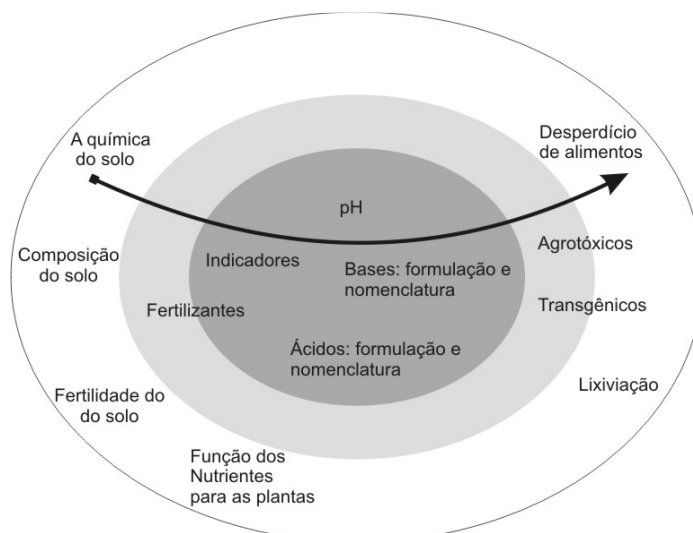 A química
do solo
Desperdício
de alimentos
pH
Composição
do solo
Indicadores
Bases: formulação e
nomenclatura
Agrotóxicos
Fertilizantes
Transgênicos
Ácidos: formulação e
nomenclatura
Lixiviação
Fertilidade do
do solo
Função dos
Nutrientes
para as plantas